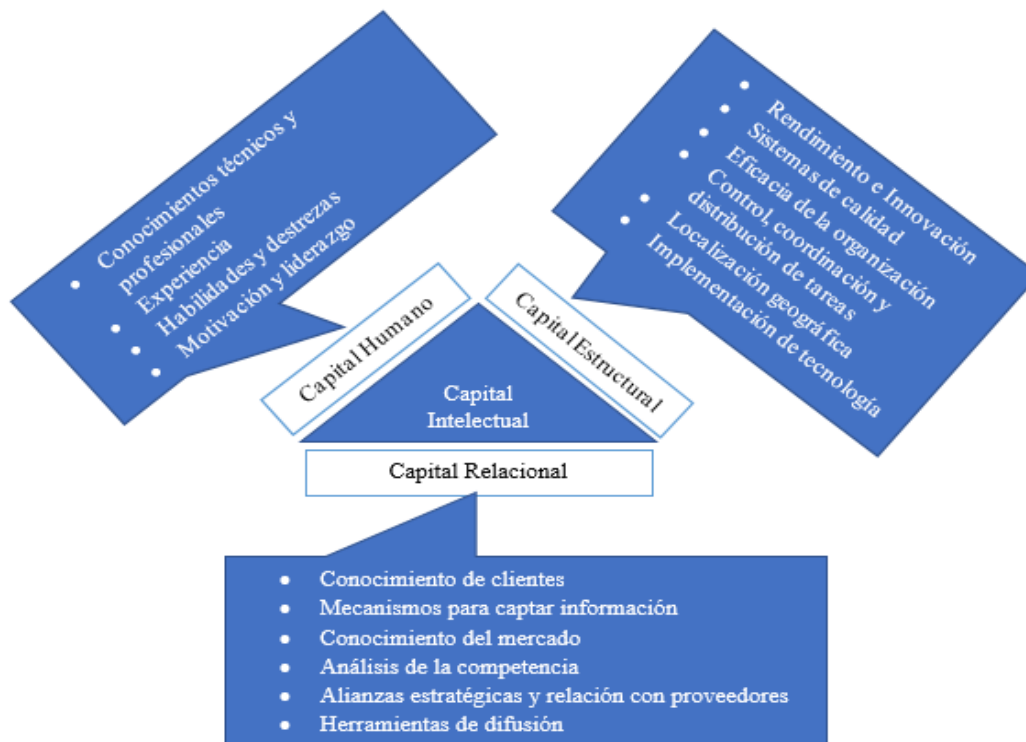 • Conocimientos técnicos y
profesionales
• Experiencia
• Habilidades y destrezas
• Motivación y liderazgo
• Rendimiento e Innovación
• Sistemas de calidad
• Eficacia de la organización
• Control, coordinación y
distribución de tareas
• Localización geográfica
• Implementación de tecnología
Capital Humano
Capital Estructural
Capital
Intelectual
Capital Relacional
• Conocimiento de clientes
• Mecanismos para captar información
• Conocimiento del mercado
• Análisis de la competencia
• Alianzas estratégicas y relación con proveedores
• Herramientas de difusión